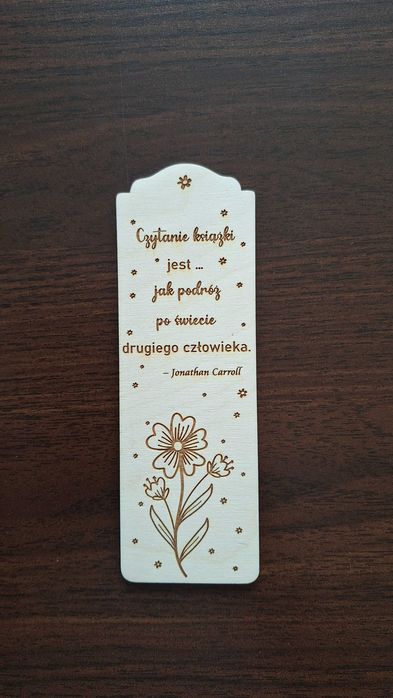 Czytanie książki
jest ...
jak podróż
po świecie
drugiego człowieka.
– Jonathan Carroll